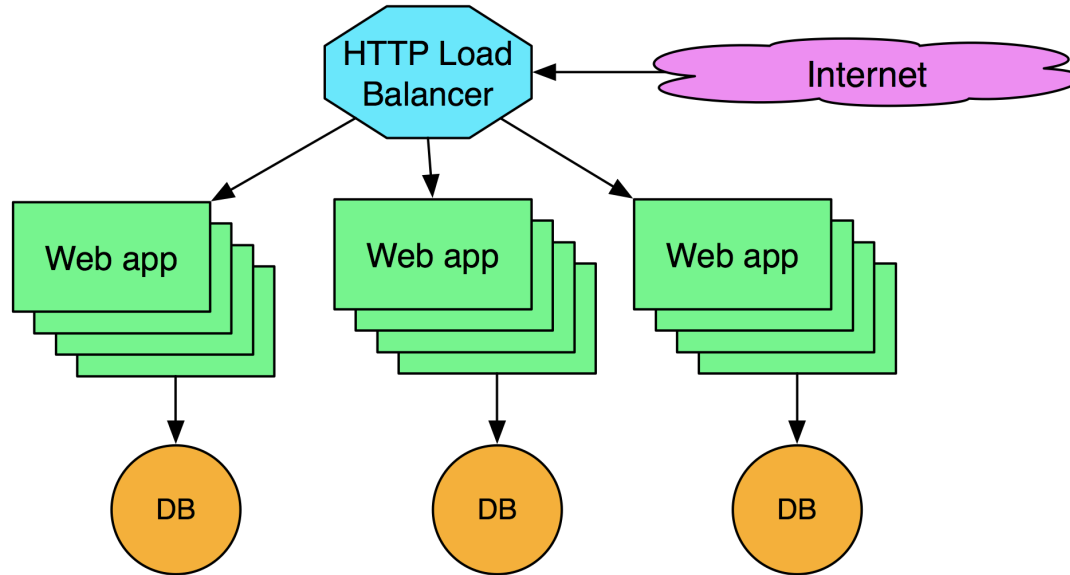 HTTP Load
Balancer
Internet
Web app
Web app
Web app
DB
DB
DB